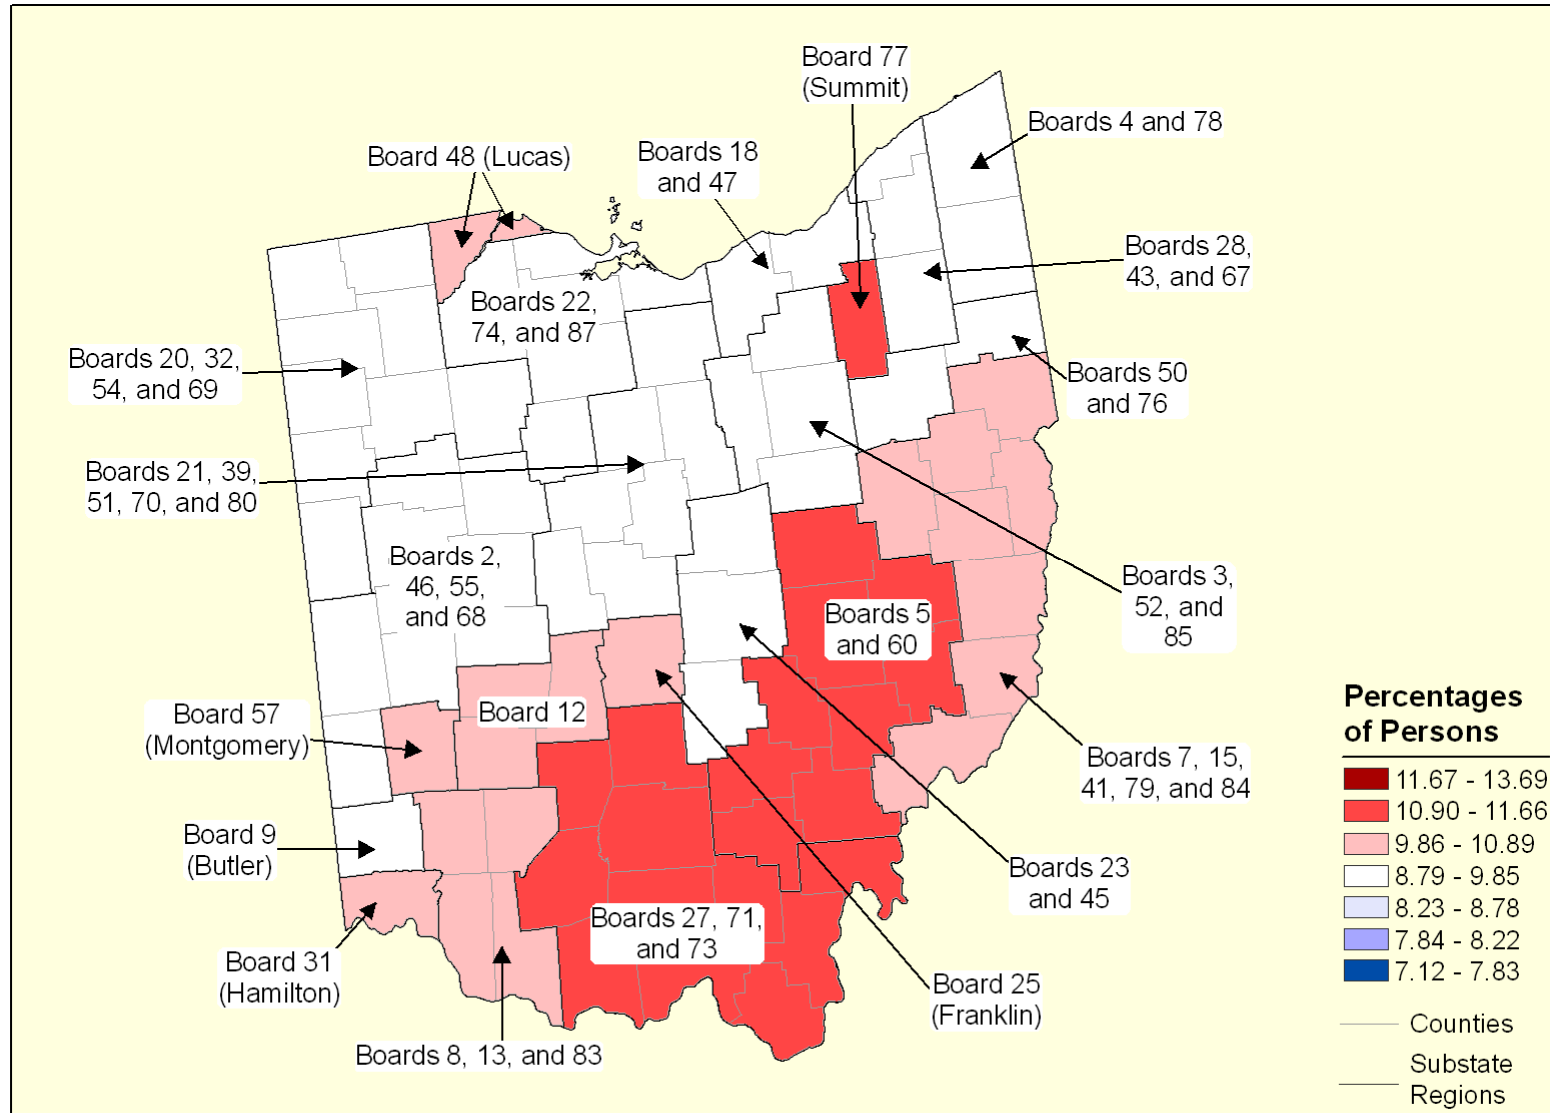 Board 77
(Summit)
Boards 4 and 78
Board 48 (Lucas)
Boards 18
and 47
Boards 28,
43, and 67
Boards 22,
74, and 87
Boards 20, 32,
54, and 69
Boards 50
and 76
Boards 21, 39,
51, 70, and 80
Boards 2,
46, 55,
and 68
Boards 3,
52, and
85
Boards 5
and 60
Board 57
(Montgomery)
Board 12
Boards 7, 15,
41, 79, and 84
Board 9
(Butler)
Boards 23
and 45
Boards 27, 71,
and 73
Board 31
(Hamilton)
Board 25
(Franklin)
Boards 8, 13, and 83
Percentages
of Persons
11.67 - 13.69
10.90 - 11.66
9.86 - 10.89
8.79 - 9.85
8.23 - 8.78
7.84 - 8.22
7.12 - 7.83
Counties
Substate
Regions